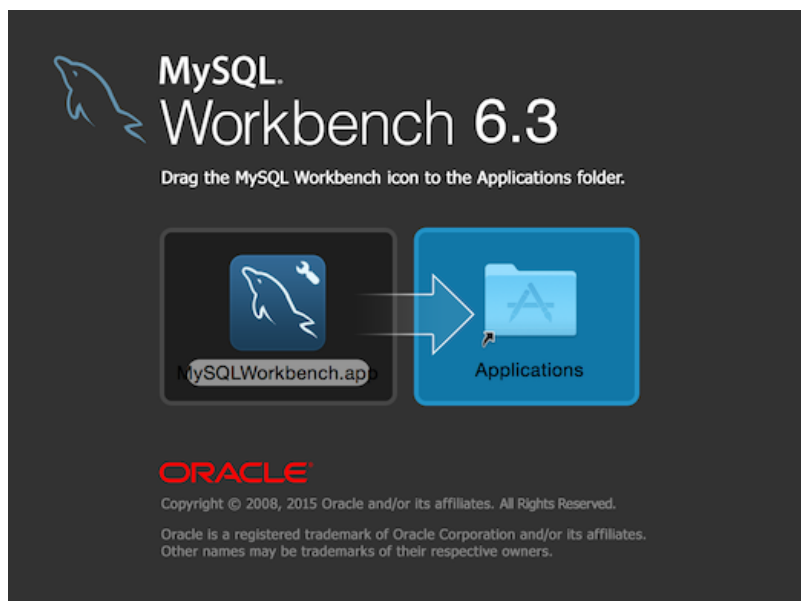 MySQL.
Workbench 6.3
Drag the MySQL Workbench icon to the Applications folder.
MySQLWorkbench.app
Applications
ORACLE®
Copyright © 2008, 2015 Oracle and/or its affiliates. All Rights Reserved.
Oracle is a registered trademark of Oracle Corporation and/or its affiliates.
Other names may be trademarks of their respective owners.